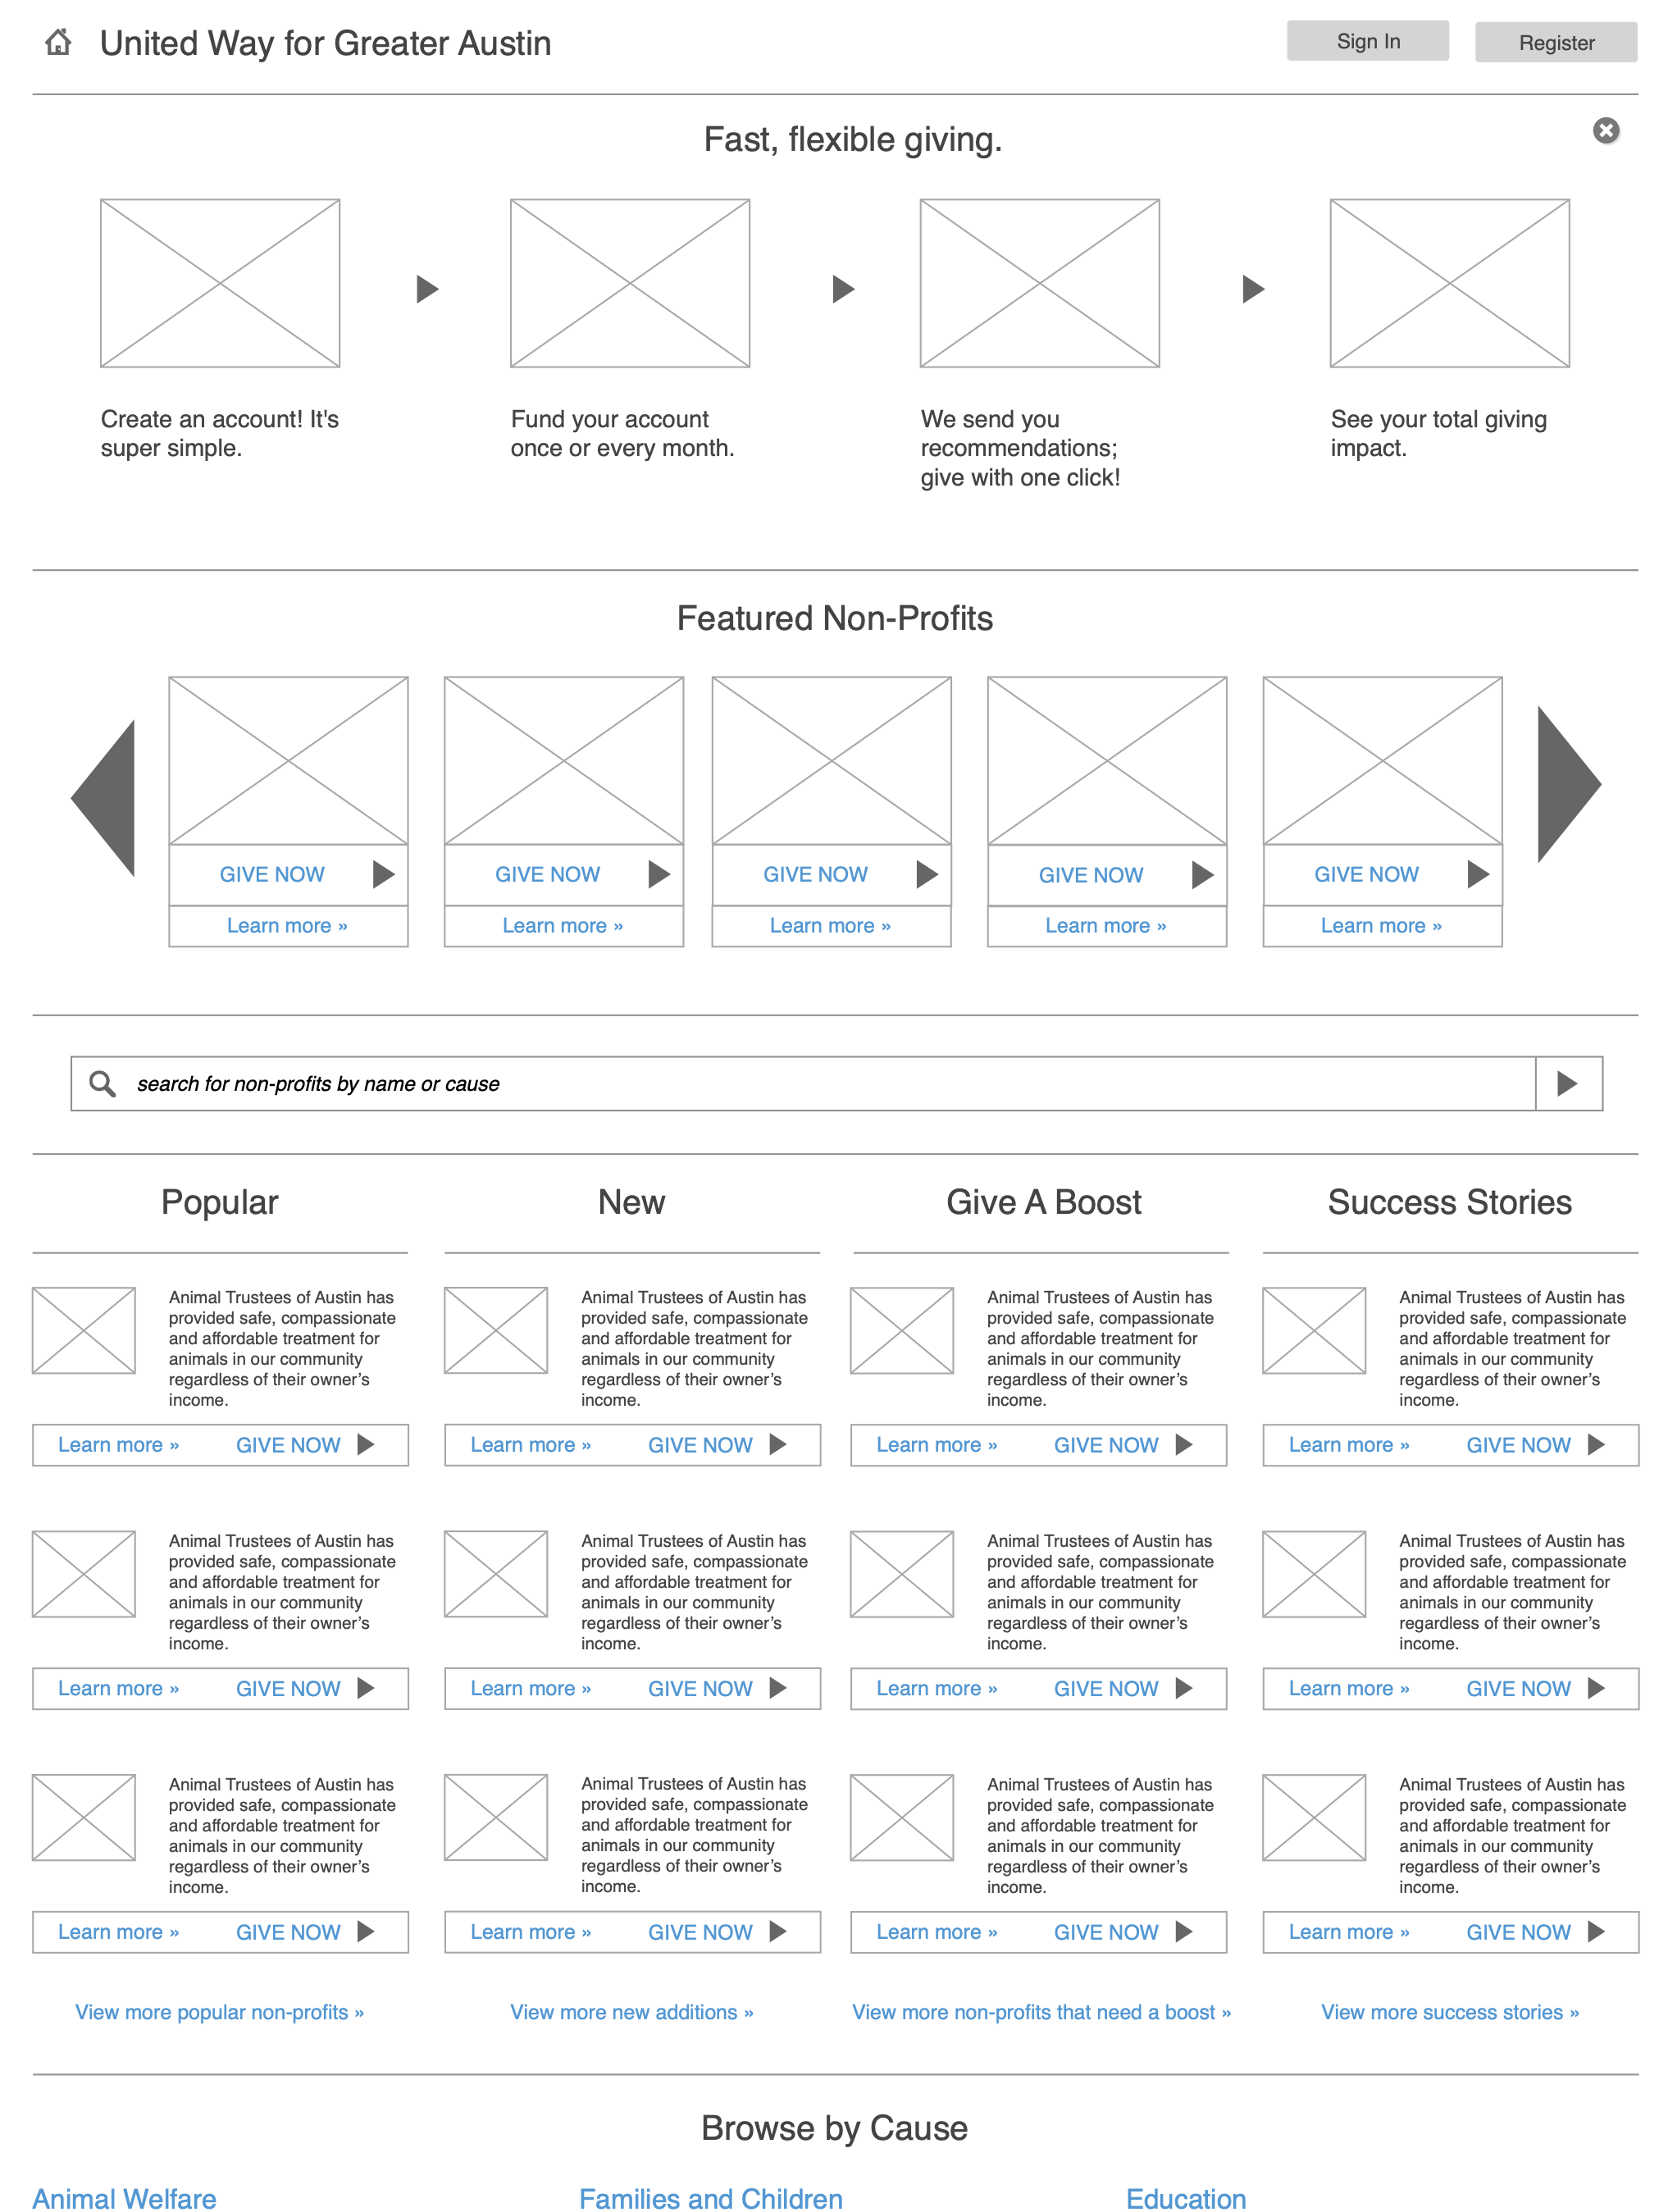 United Way for Greater Austin
Sign In
Register
Fast, flexible giving.
Create an account! It's
super simple.
Fund your account
once or every month.
We send you
recommendations;
give with one click!
See your total giving
impact.
Featured Non-Profits
GIVE NOW
Learn more »
GIVE NOW
Learn more »
GIVE NOW
Learn more »
GIVE NOW
Learn more »
GIVE NOW
Learn more »
search for non-profits by name or cause
Popular
Animal Trustees of Austin has
provided safe, compassionate
and affordable treatment for
animals in our community
regardless of their owner’s
income.
Learn more » GIVE NOW
Animal Trustees of Austin has
provided safe, compassionate
and affordable treatment for
animals in our community
regardless of their owner’s
income.
Learn more » GIVE NOW
Animal Trustees of Austin has
provided safe, compassionate
and affordable treatment for
animals in our community
regardless of their owner’s
income.
Learn more » GIVE NOW
View more popular non-profits »
New
Animal Trustees of Austin has
provided safe, compassionate
and affordable treatment for
animals in our community
regardless of their owner’s
income.
Learn more » GIVE NOW
Animal Trustees of Austin has
provided safe, compassionate
and affordable treatment for
animals in our community
regardless of their owner’s
income.
Learn more » GIVE NOW
Animal Trustees of Austin has
provided safe, compassionate
and affordable treatment for
animals in our community
regardless of their owner’s
income.
Learn more » GIVE NOW
View more new additions »
Give A Boost
Animal Trustees of Austin has
provided safe, compassionate
and affordable treatment for
animals in our community
regardless of their owner’s
income.
Learn more » GIVE NOW
Animal Trustees of Austin has
provided safe, compassionate
and affordable treatment for
animals in our community
regardless of their owner’s
income.
Learn more » GIVE NOW
Animal Trustees of Austin has
provided safe, compassionate
and affordable treatment for
animals in our community
regardless of their owner’s
income.
Learn more » GIVE NOW
View more non-profits that need a boost »
Success Stories
Animal Trustees of Austin has
provided safe, compassionate
and affordable treatment for
animals in our community
regardless of their owner’s
income.
Learn more » GIVE NOW
Animal Trustees of Austin has
provided safe, compassionate
and affordable treatment for
animals in our community
regardless of their owner’s
income.
Learn more » GIVE NOW
Animal Trustees of Austin has
provided safe, compassionate
and affordable treatment for
animals in our community
regardless of their owner’s
income.
Learn more » GIVE NOW
View more success stories »
Browse by Cause
Animal Welfare
Families and Children
Education